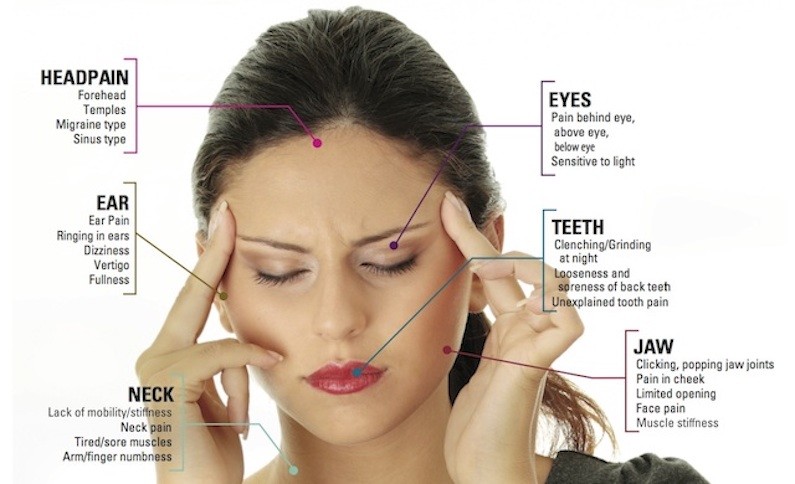 HEADPAIN
Forehead
Temples
Migraine type
Sinus type
EAR
Ear Pain
Ringing in ears
Dizziness
Vertigo
Fullness
NECK
Lack of mobility/stiffness
Neck pain
Tired/sore muscles
Arm/finger numbness
EYES
Pain behind eye,
above eye,
below eye
Sensitive to light
TEETH
Clenching/Grinding
at night
Looseness and
soreness of back teeth
Unexplained tooth pain
JAW
Clicking, popping jaw joints
Pain in cheek
Limited opening
Face pain
Muscle stiffness